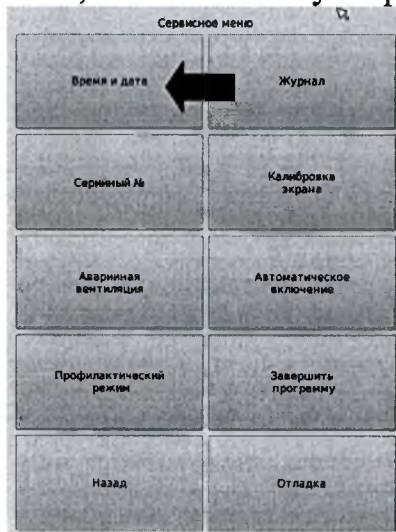 Сервисное меню
Время и дата
Журнал
Серийный №
Калибровка
экрана
Аварийная
вентиляция
Автоматическое
включение
Профилактический
режим
Завершить
программу
Назад
Отладка